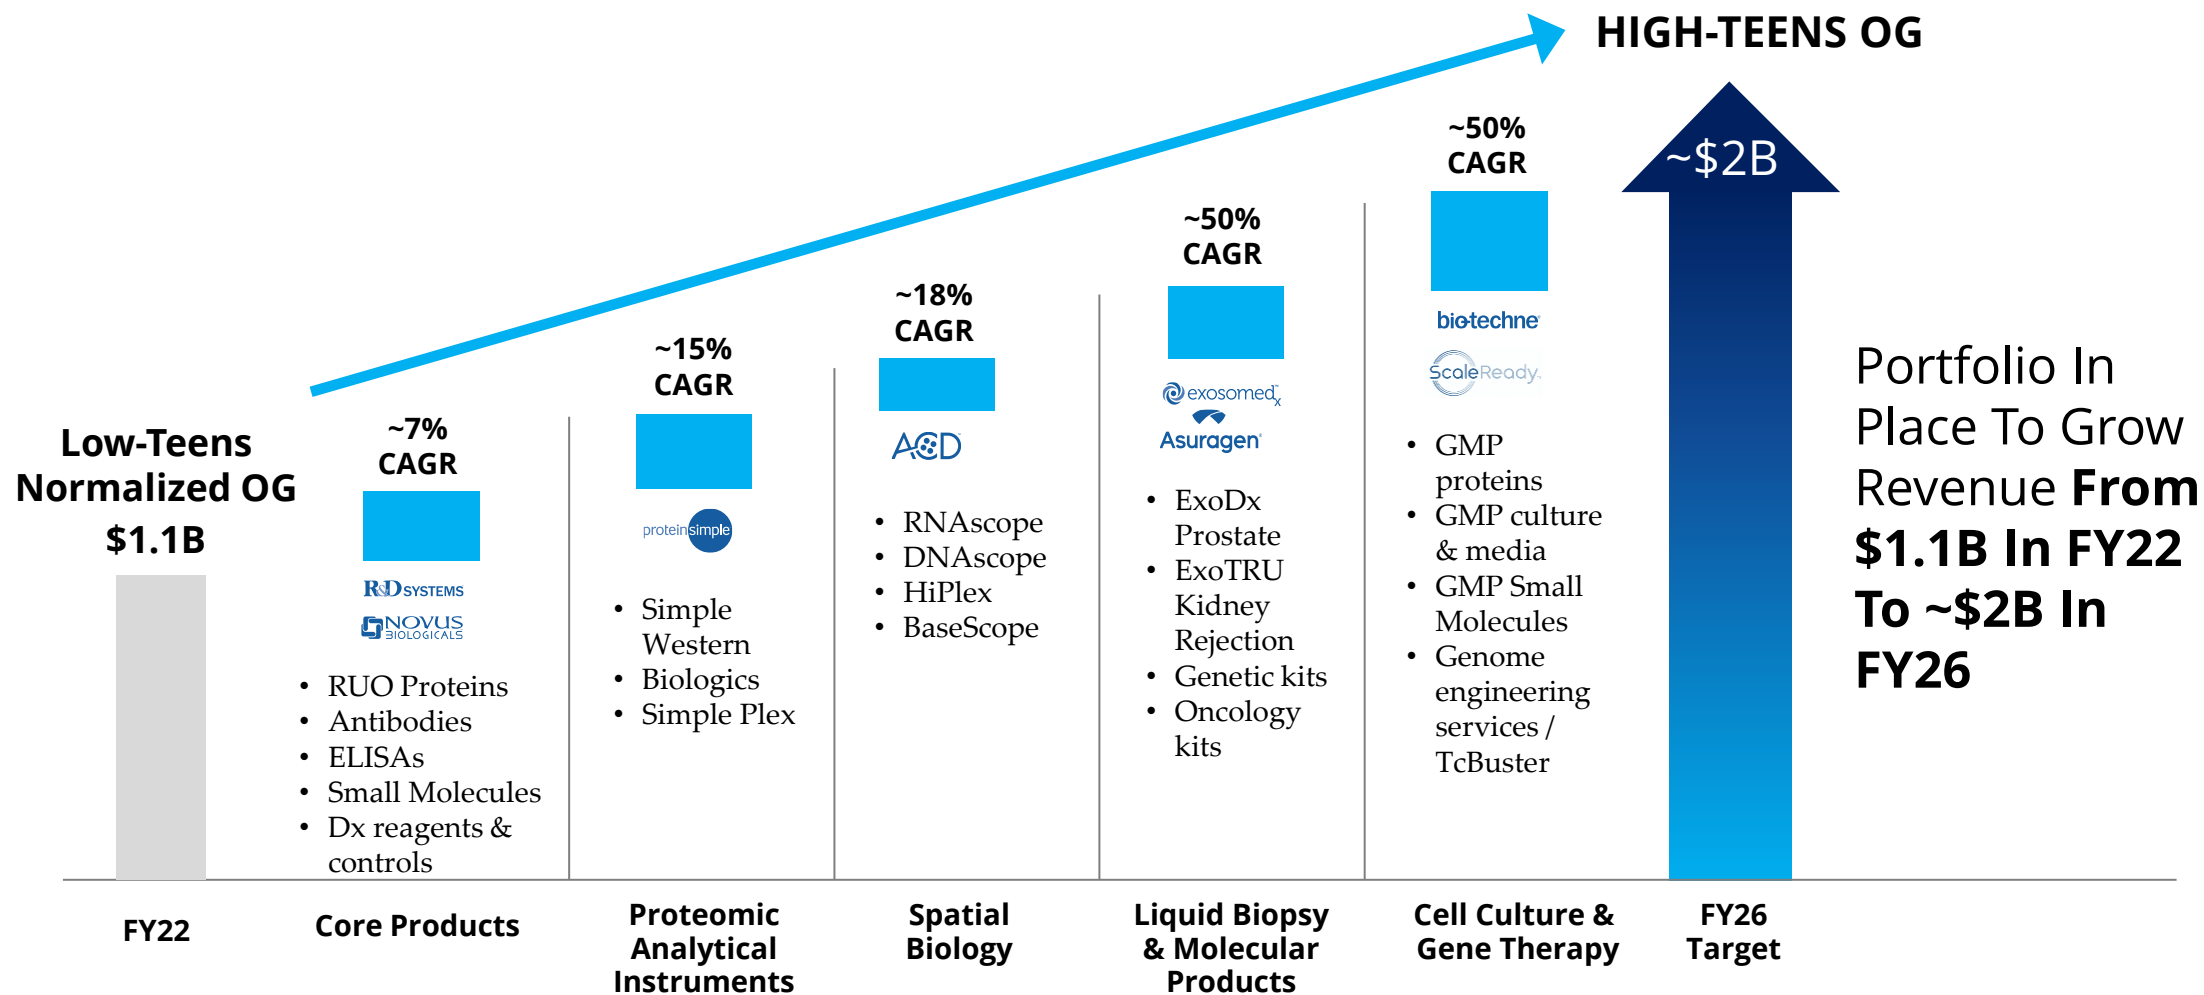 HIGH-TEENS OG
~$2B
Low-Teens
Normalized OG
$1.1B
FY22
~7%
CAGR
R&D SYSTEMS
NOVUS
BIOLOGICALS
• RUO Proteins
• Antibodies
• ELISAs
• Small Molecules
• Dx reagents &
controls
Core Products
~15%
CAGR
proteinsimple
• Simple
Western
• Biologics
• Simple Plex
Proteomic
Analytical
Instruments
~18%
CAGR
ACD
• RNAscope
• DNAscope
• HiPlex
• BaseScope
Spatial
Biology
~50%
CAGR
exosomedx
Asuragen
• ExoDx
Prostate
• ExoTRU
Kidney
Rejection
• Genetic kits
• Oncology
kits
Liquid Biopsy
& Molecular
Products
~50%
CAGR
bio-techne
ScaleReady
• GMP
proteins
• GMP culture
& media
• GMP Small
Molecules
• Genome
engineering
services /
TcBuster
Cell Culture &
Gene Therapy
FY26
Target
Portfolio In
Place To Grow
Revenue From
$1.1B In FY22
To ~$2B In
FY26